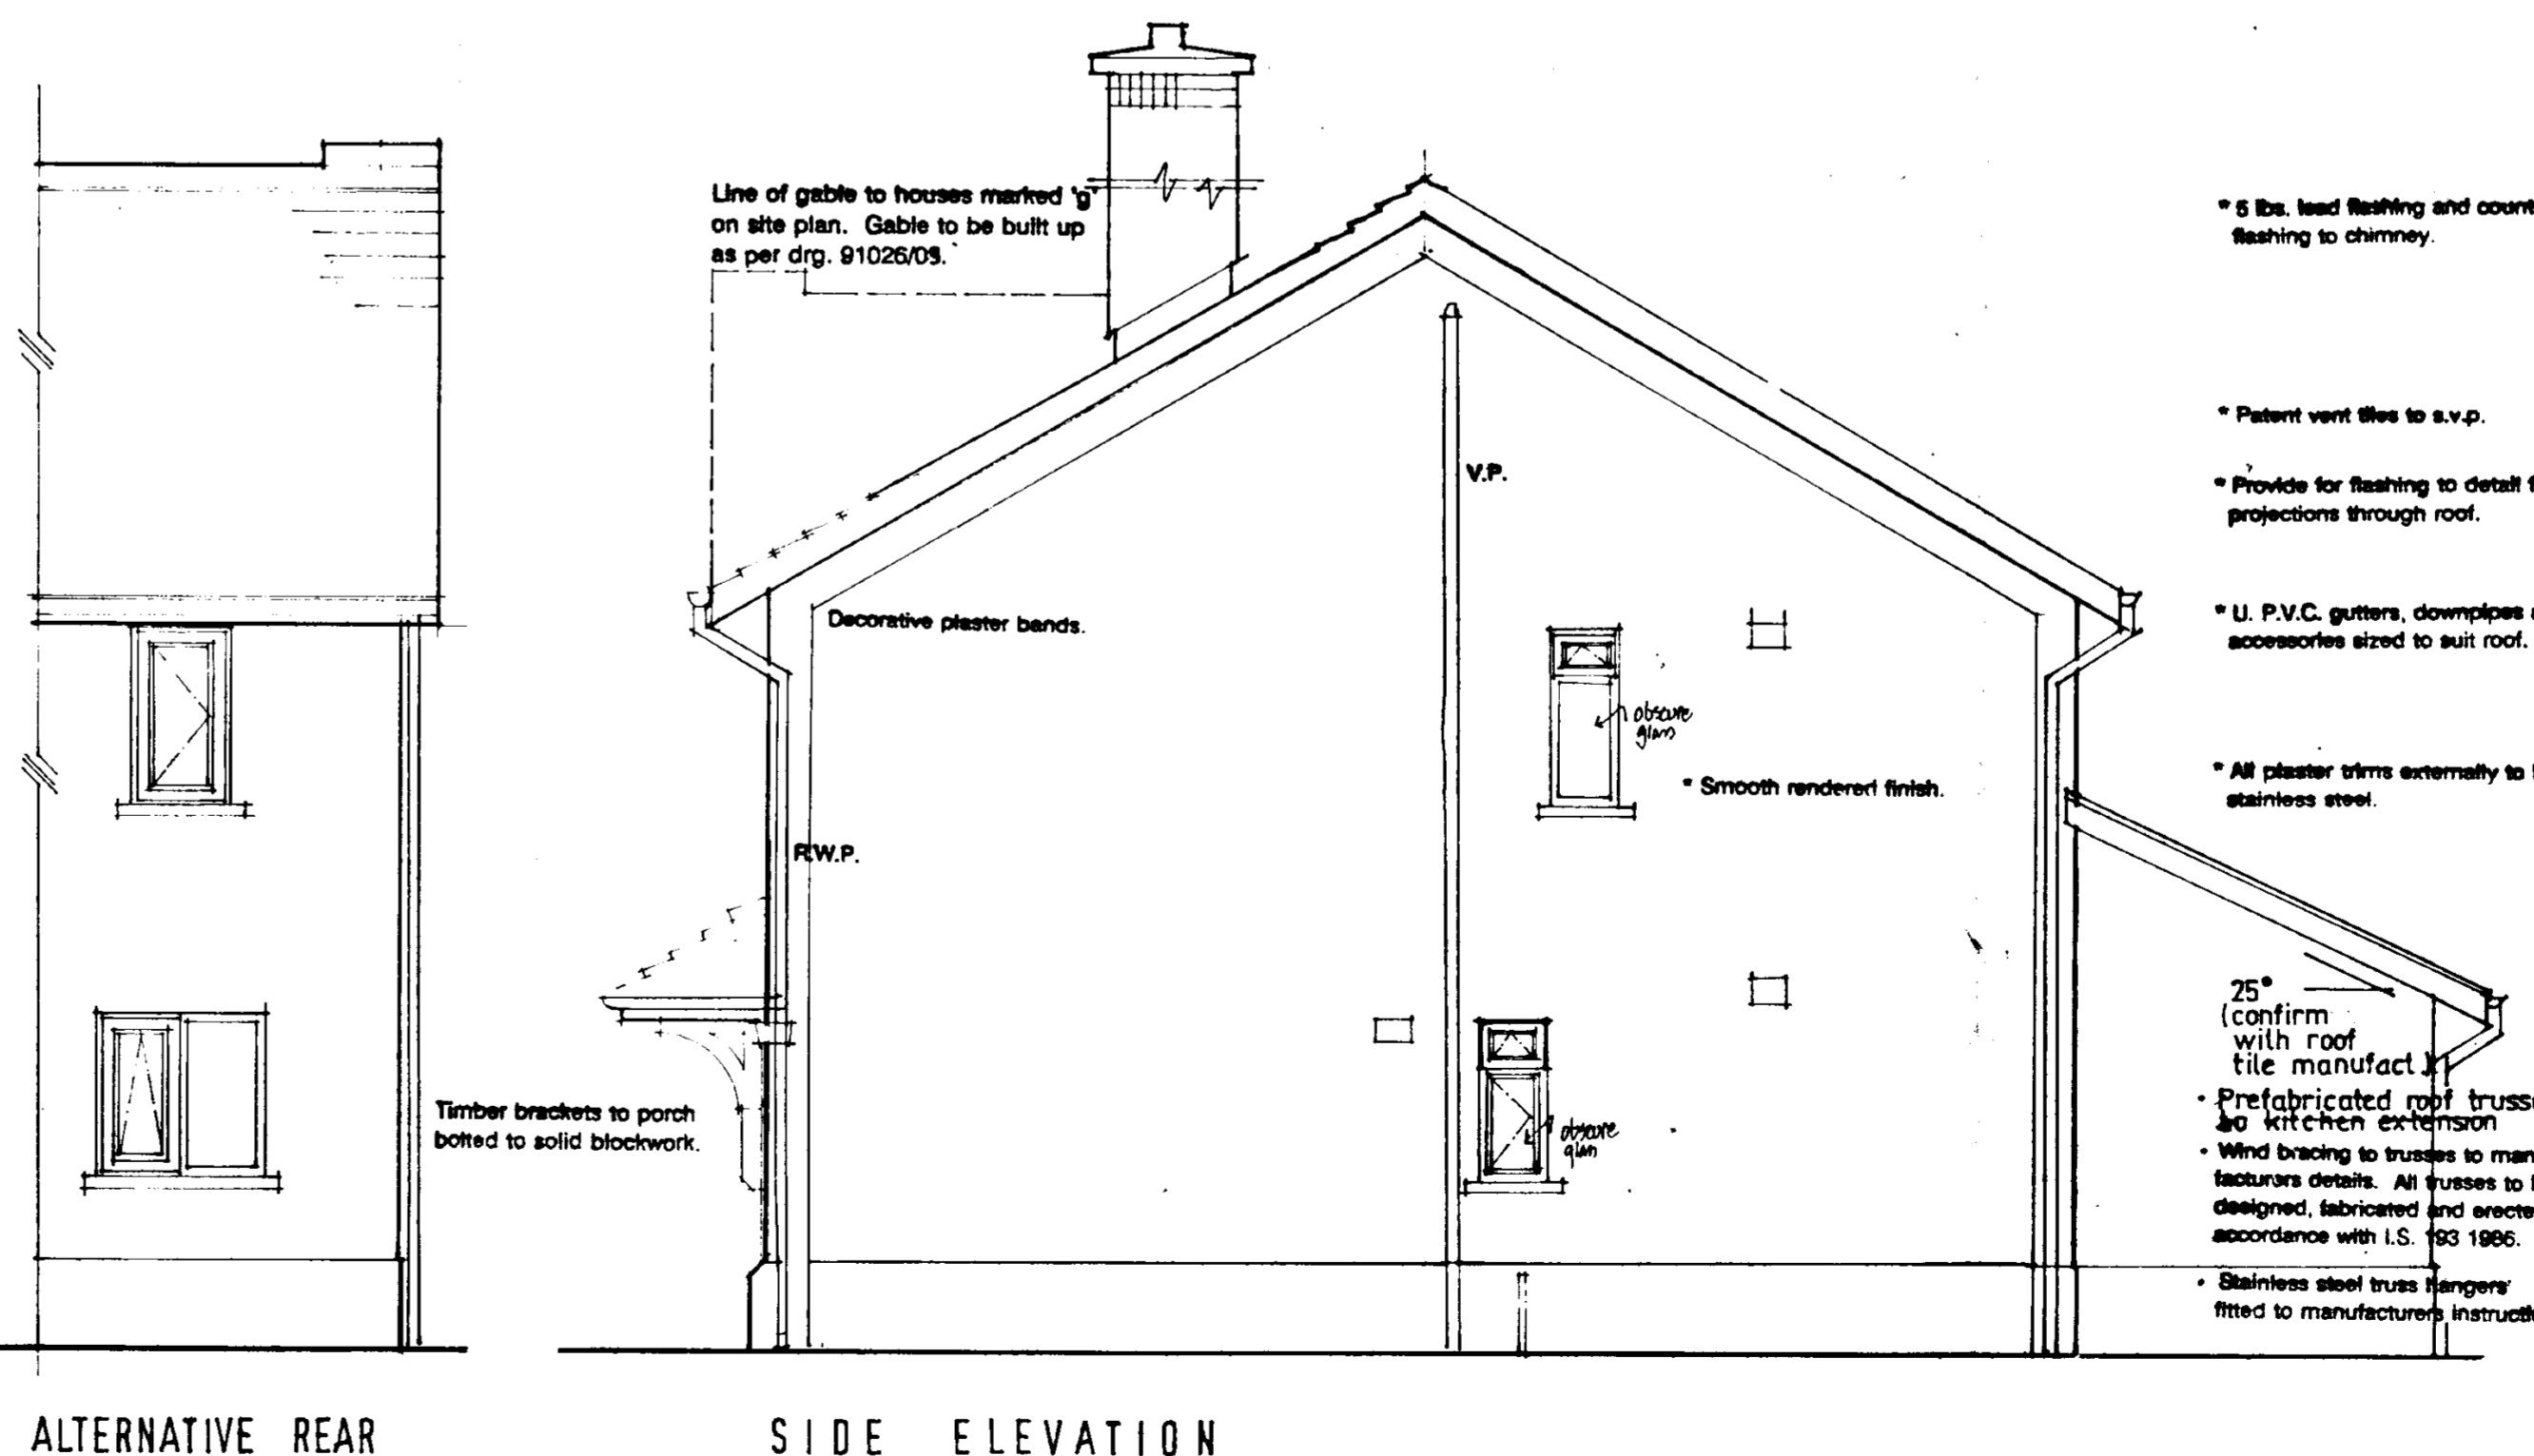 Line of gable to houses marked 'g'
on site plan. Gable to be built up
as per drg. 91026/09.
* 5 lbs. lead flashing and count
flashing to chimney.
* Patent vent tiles to s.v.p.
V.P.
* Provide for flashing to detail f
projections through roof.
Decorative plaster bands.
* U. P.V.C. gutters, downpipes a
accessories sized to suit roof.
obscure
glass
* Smooth rendered finish.
* All plaster trims externally to
stainless steel.
R.W.P.
25°
(confirm
with roof
tile manufact.)
• Prefabricated roof truss
to kitchen extension
Timber brackets to porch
bolted to solid blockwork.
obscure
glass
• Wind bracing to trusses to man
facturers details. All trusses to
designed, fabricated and erecte
accordance with I.S. 193 1986.
• Stainless steel truss hangers
fitted to manufacturers instructi
ALTERNATIVE REAR
SIDE ELEVATION